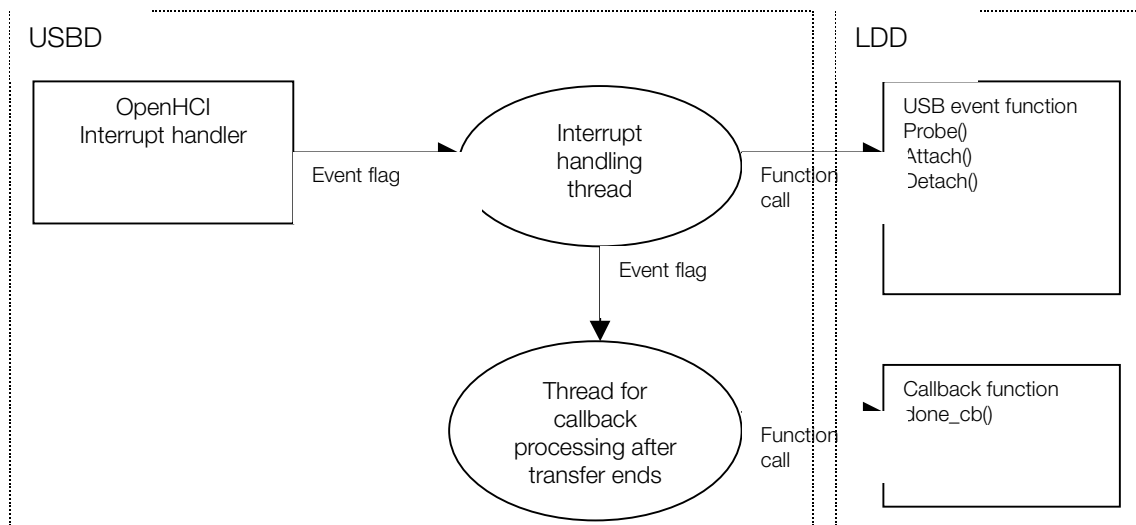 USBD
LDD
OpenHCI
Interrupt handler
Event flag
Interrupt
handling
thread
Function
call
USB event function
Probe()
Attach()
Detach()
Event flag
Thread for
callback
processing after
transfer ends
Function
call
Callback function
done_cb()